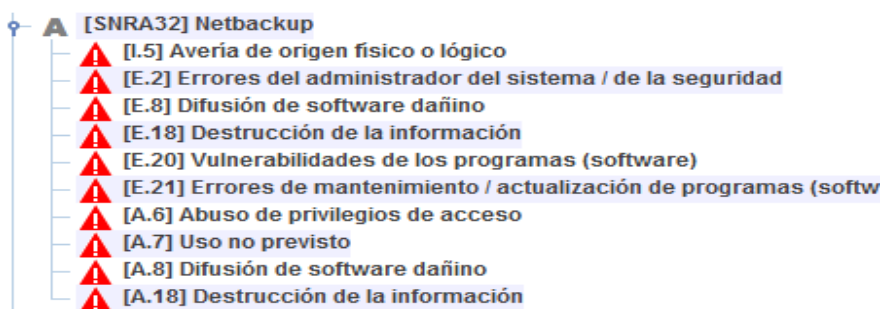 A [SNRA32] Netbackup
[I.5] Avería de origen físico o lógico
[E.2] Errores del administrador del sistema / de la seguridad
[E.8] Difusión de software dañino
[E.18] Destrucción de la información
[E.20] Vulnerabilidades de los programas (software)
[E.21] Errores de mantenimiento / actualización de programas (softw
[A.6] Abuso de privilegios de acceso
[A.7] Uso no previsto
[A.8] Difusión de software dañino
[A.18] Destrucción de la información